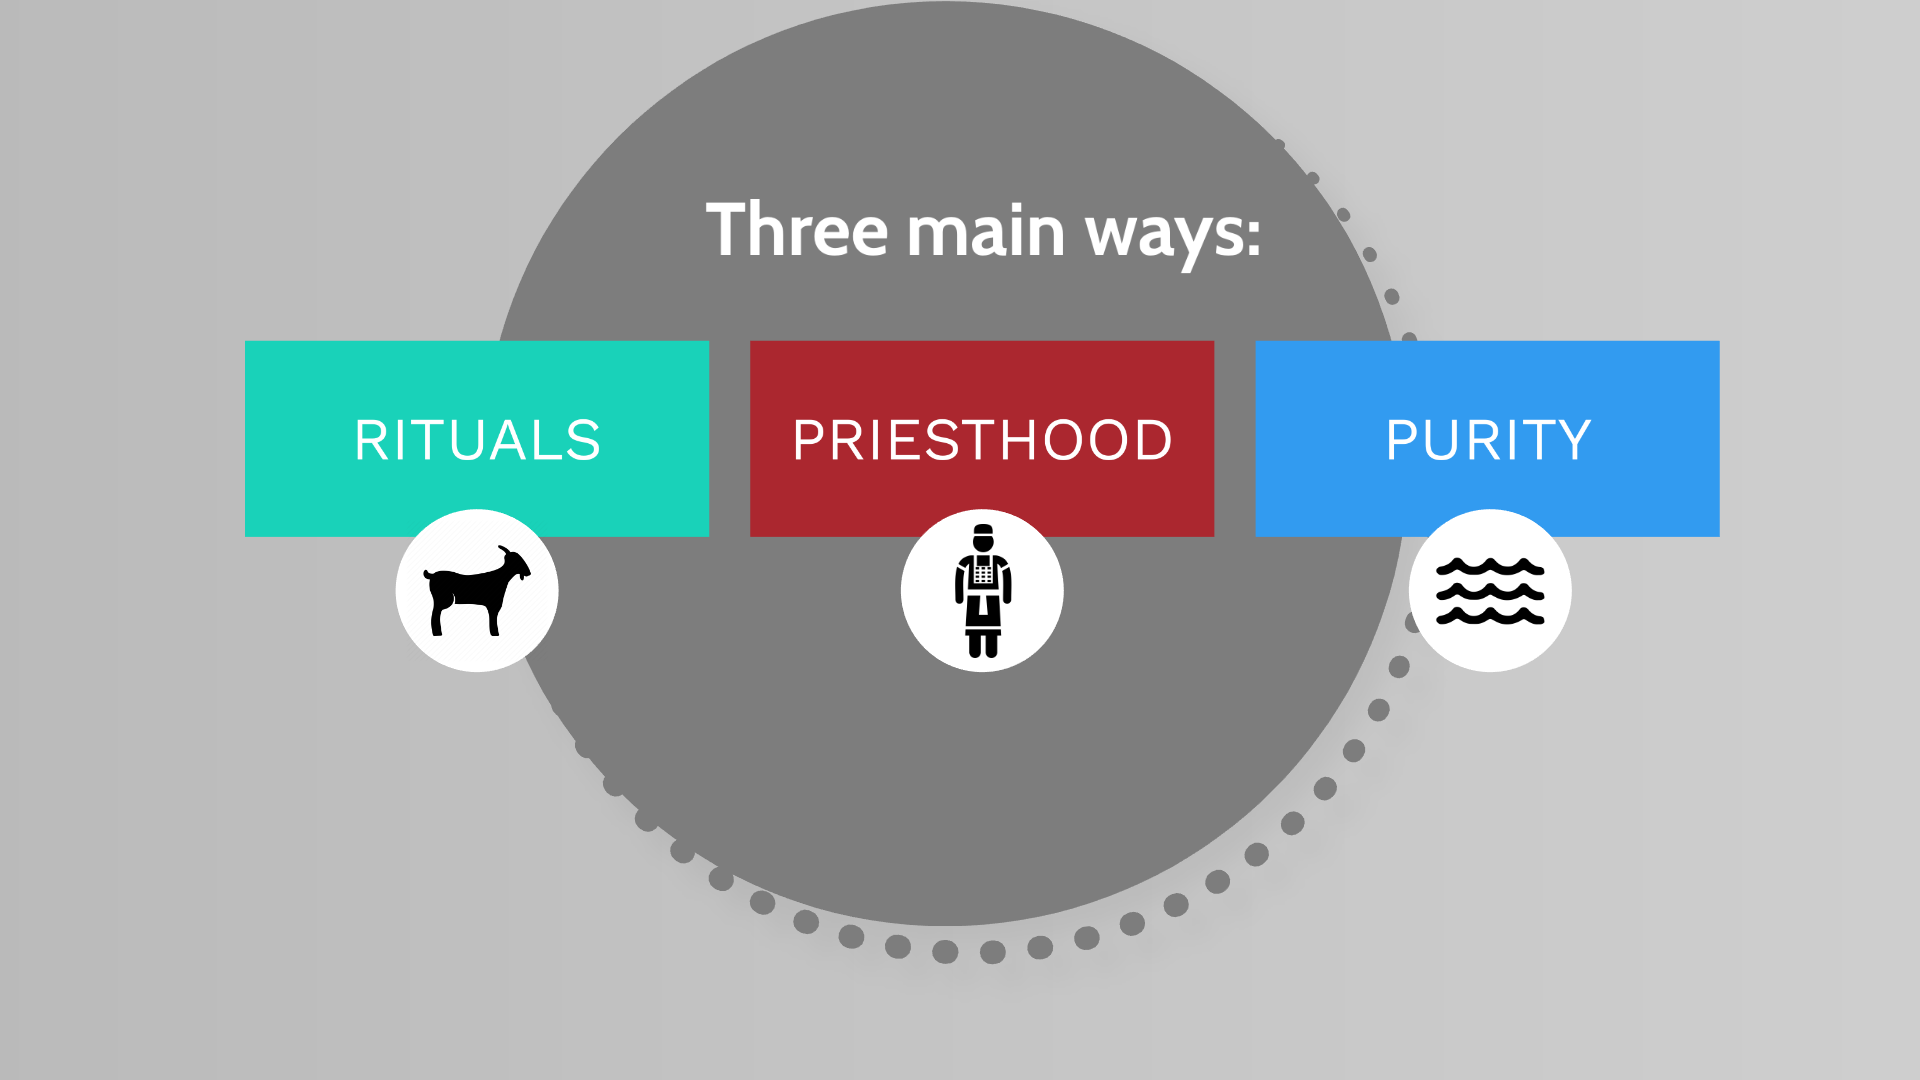 Three main ways:
RITUALS
PRIESTHOOD
PURITY